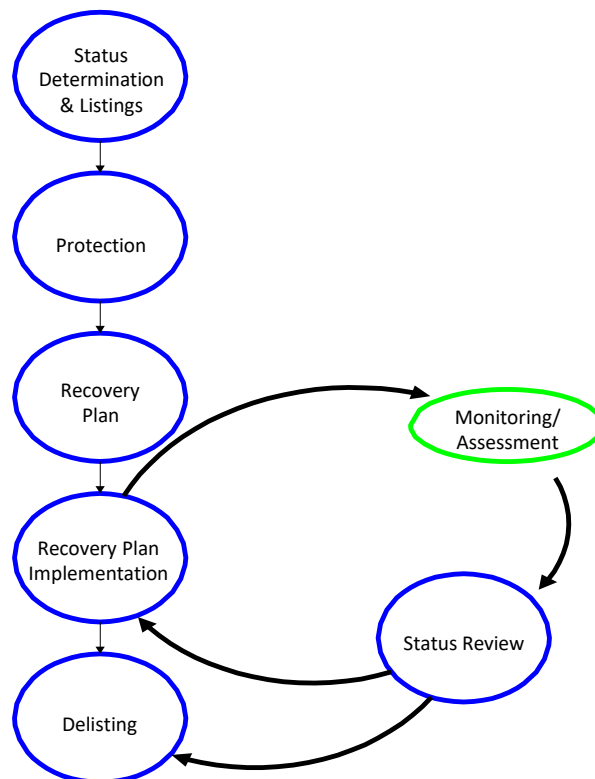 Status
Determination
& Listings
Protection
Recovery
Plan
Monitoring/
Assessment
Recovery Plan
Implementation
Status Review
Delisting